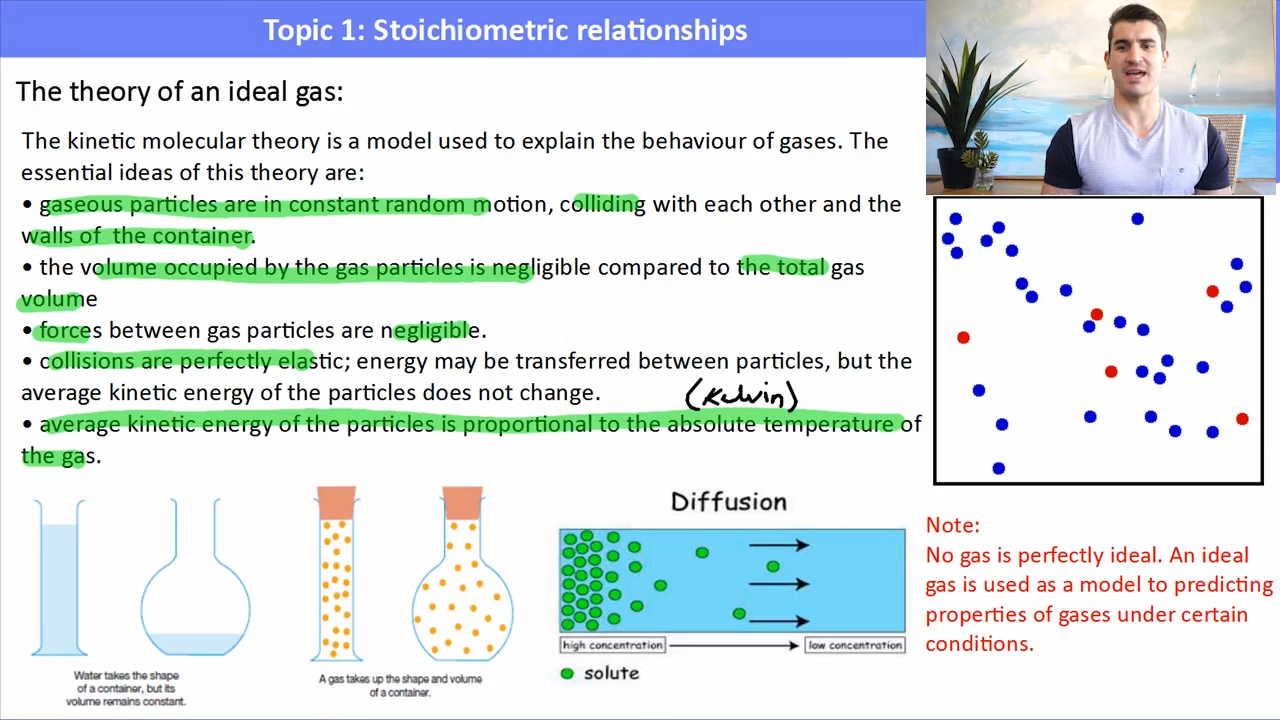 Topic 1: Stoichiometric relationships
The theory of an ideal gas:
The kinetic molecular theory is a model used to explain the behaviour of gases. The
essential ideas of this theory are:
• gaseous particles are in constant random motion, colliding with each other and the
walls of the container.
• the volume occupied by the gas particles is negligible compared to the total gas
volume
• forces between gas particles are negligible.
• collisions are perfectly elastic; energy may be transferred between particles, but the
average kinetic energy of the particles does not change.
(Kelvin)
• average kinetic energy of the particles is proportional to the absolute temperature of
the gas.
Water takes the shape
of a container, but its
volume remains constant.
A gas takes up the shape and volume
of a container.
Diffusion
high concentration
low concentration
solute
Note:
No gas is perfectly ideal. An ideal
gas is used as a model to predicting
properties of gases under certain
conditions.